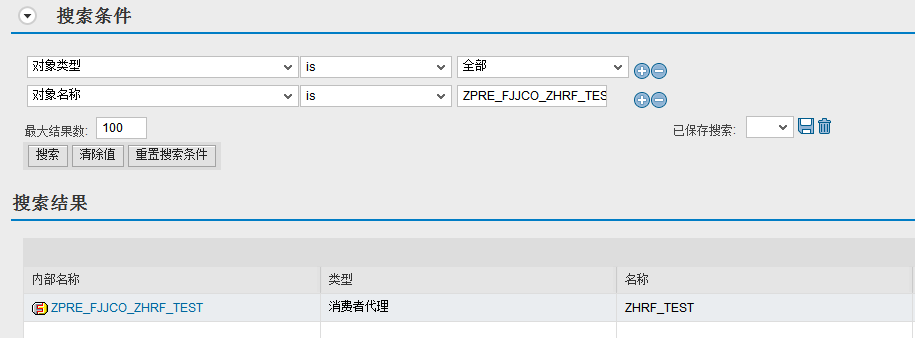 搜索条件
对象类型 is 全部
对象名称 is ZPRE_FJJCO_ZHRF_TES
最大结果数: 100 已保存搜索:
搜索 清除值 重置搜索条件
搜索结果
内部名称 类型 名称
ZPRE_FJJCO_ZHRF_TEST 消费者代理 ZHRF_TEST